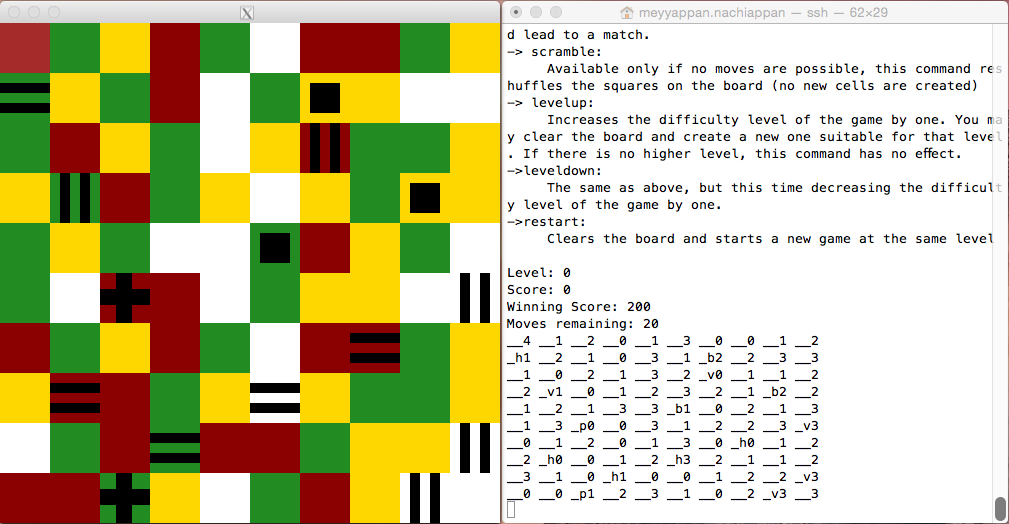 meyyappan.nachiappan — ssh — 62×29
d lead to a match.
—> scramble:
     Available only if no moves are possible, this command res
huffles the squares on the board (no new cells are created)
—> levelup:
     Increases the difficulty level of the game by one. You ma
y clear the board and create a new one suitable for that level
. If there is no higher level, this command has no effect.
—>leveldown:
     The same as above, but this time decreasing the difficult
y level of the game by one.
—>restart:
     Clears the board and starts a new game at the same level
Level: 0
Score: 0
Winning Score: 200
Moves remaining: 20
__4 __1 __2 __0 __1 __3 __0 __0 __1 __2
_h1 __2 __1 __0 __3 __1 _b2 __2 __3 __3
__1 __0 __2 __1 __3 __2 _v0 __1 __1 __2
__2 _v1 __0 __1 __2 __3 __2 __1 _b2 __2
__1 __2 __1 __3 __3 _b1 __0 __2 __1 __3
__1 __3 _p0 __0 __3 __1 __2 __2 __3 _v3
__0 __1 __2 __0 __1 __3 __0 _h0 __1 __2
__2 _h0 __0 __1 __2 _h3 __2 __1 __1 __2
__3 __1 __0 _h1 __0 __0 __1 __2 __2 _v3
__0 __0 _p1 __2 __3 __1 __0 __2 _v3 __3